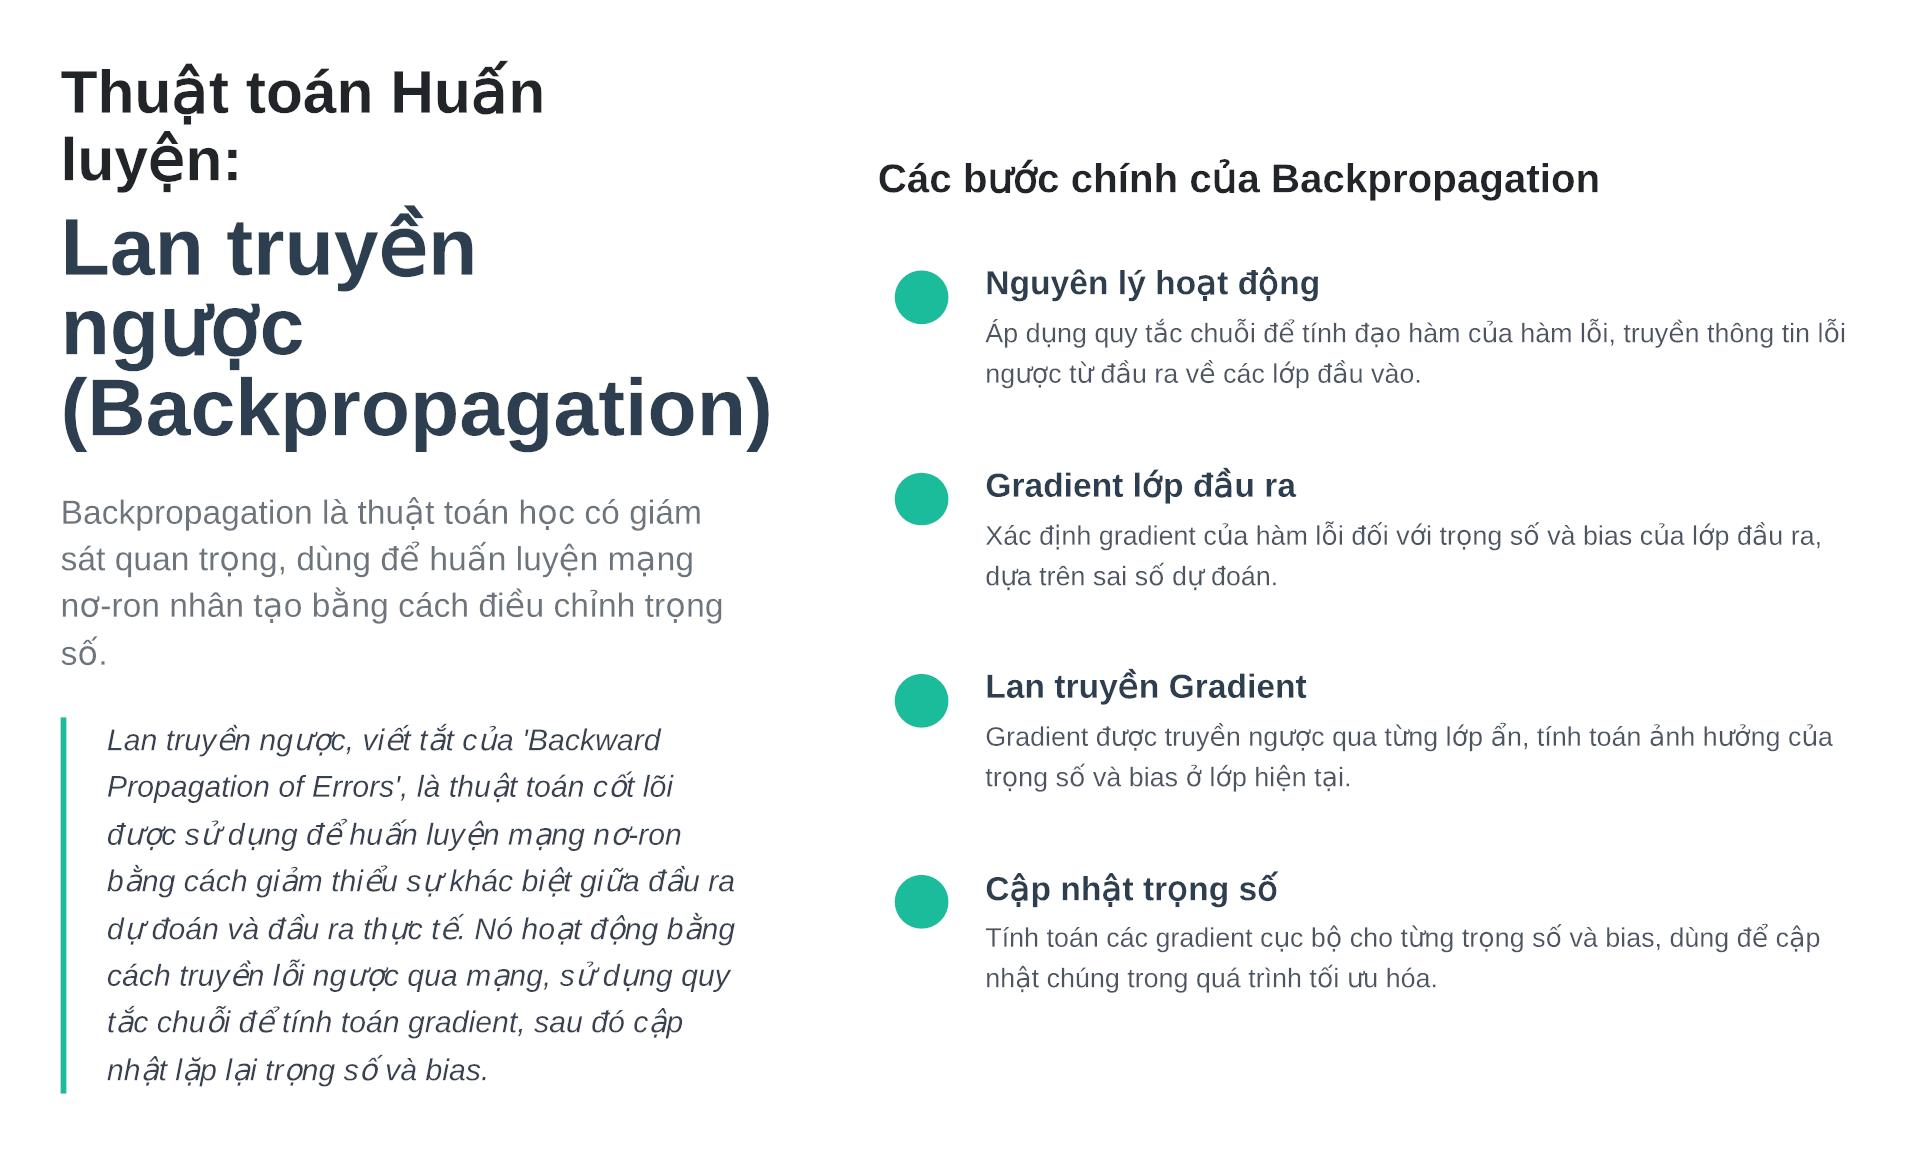 Thuật toán Huấn
luyện:
Lan truyền
ngược
(Backpropagation)
Backpropagation là thuật toán học có giám
sát quan trọng, dùng để huấn luyện mạng
nơ-ron nhân tạo bằng cách điều chỉnh trọng
số.
Lan truyền ngược, viết tắt của 'Backward
Propagation of Errors', là thuật toán cốt lõi
được sử dụng để huấn luyện mạng nơ-ron
bằng cách giảm thiểu sự khác biệt giữa đầu ra
dự đoán và đầu ra thực tế. Nó hoạt động bằng
cách truyền lỗi ngược qua mạng, sử dụng quy
tắc chuỗi để tính toán gradient, sau đó cập
nhật lặp lại trọng số và bias.
Các bước chính của Backpropagation
Nguyên lý hoạt động
Áp dụng quy tắc chuỗi để tính đạo hàm của hàm lỗi, truyền thông tin lỗi
ngược từ đầu ra về các lớp đầu vào.
Gradient lớp đầu ra
Xác định gradient của hàm lỗi đối với trọng số và bias của lớp đầu ra,
dựa trên sai số dự đoán.
Lan truyền Gradient
Gradient được truyền ngược qua từng lớp ẩn, tính toán ảnh hưởng của
trọng số và bias ở lớp hiện tại.
Cập nhật trọng số
Tính toán các gradient cục bộ cho từng trọng số và bias, dùng để cập
nhật chúng trong quá trình tối ưu hóa.